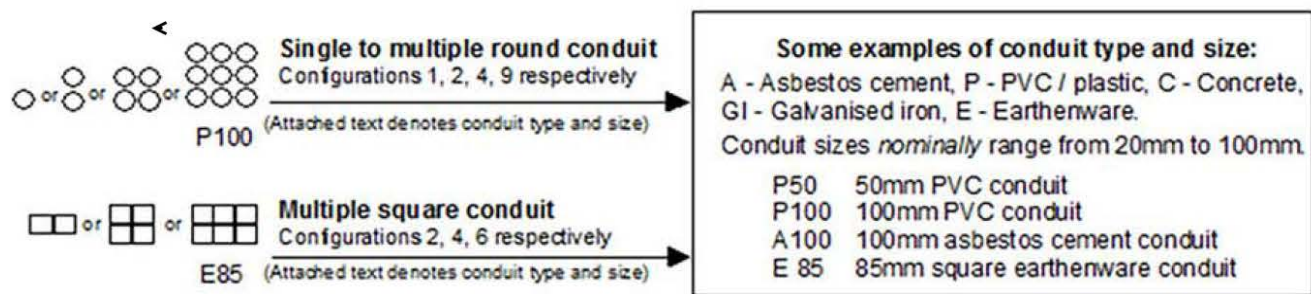 Single to multiple round conduit
Configurations 1, 2, 4, 9 respectively
or or or
(Attached text denotes conduit type and size)
P100
Multiple square conduit
or or
Configurations 2, 4, 6 respectively
E85 (Attached text denotes conduit type and size)
Some examples of conduit type and size:
A - Asbestos cement, P - PVC / plastic, C - Concrete,
GI - Galvanised iron, E - Earthenware.
Conduit sizes nominally range from 20mm to 100mm.
P50 50mm PVC conduit
P100 100mm PVC conduit
A100 100mm asbestos cement conduit
E 85 85mm square earthenware conduit